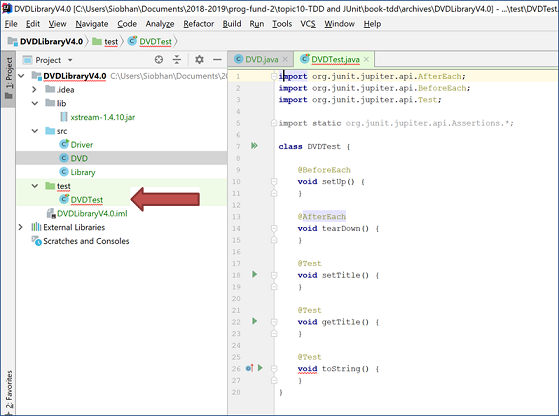 DVDLibraryV4.0 [C:\Users\Siobhan\Documents\2018-2019\prog-fund-2\topic10-TDD and JUnit\book-tdd\archives\DVDLibraryV4.0] - ...\test\DVDTest.
File Edit View Navigate Code Analyze Refactor Build Run Tools VCS Window Help
DVDLibraryV4.0 test DVDTest
1: Project
Project
DVDLibraryV4.0 C:\Users\Siobhan\Documents\2
.idea
lib
xstream-1.4.10.jar
src
Driver
DVD
Library
test
DVDTest
DVDLibraryV4.0.iml
External Libraries
Scratches and Consoles
2: Favorites
DVD.java DVDTest.java
1 import org.junit.jupiter.api.AfterEach;
2 import org.junit.jupiter.api.BeforeEach;
3 import org.junit.jupiter.api.Test;
4
5 import static org.junit.jupiter.api.Assertions.*;
6
7 class DVDTest {
8
9 @BeforeEach
10 void setUp() {
11 }
12
13 @AfterEach
14 void tearDown() {
15 }
16
17 @Test
18 void setTitle() {
19 }
20
21 @Test
22 void getTitle() {
23 }
24
25 @Test
26 void toString() {
27 }
28 }